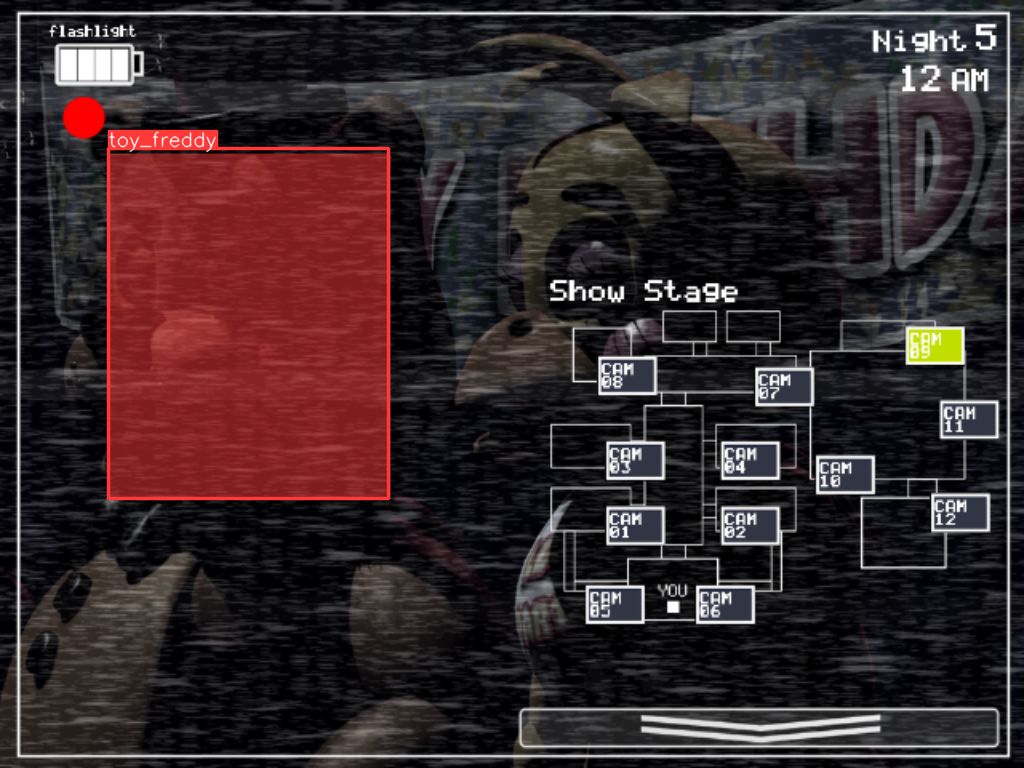 flashlight
Night 5
12 AM
toy_freddy
HD
Show Stage
CAM 09
CAM 08
CAM 07
CAM 11
CAM 03
CAM 04
CAM 10
CAM 12
CAM 01
CAM 02
YOU
CAM 05
CAM 06